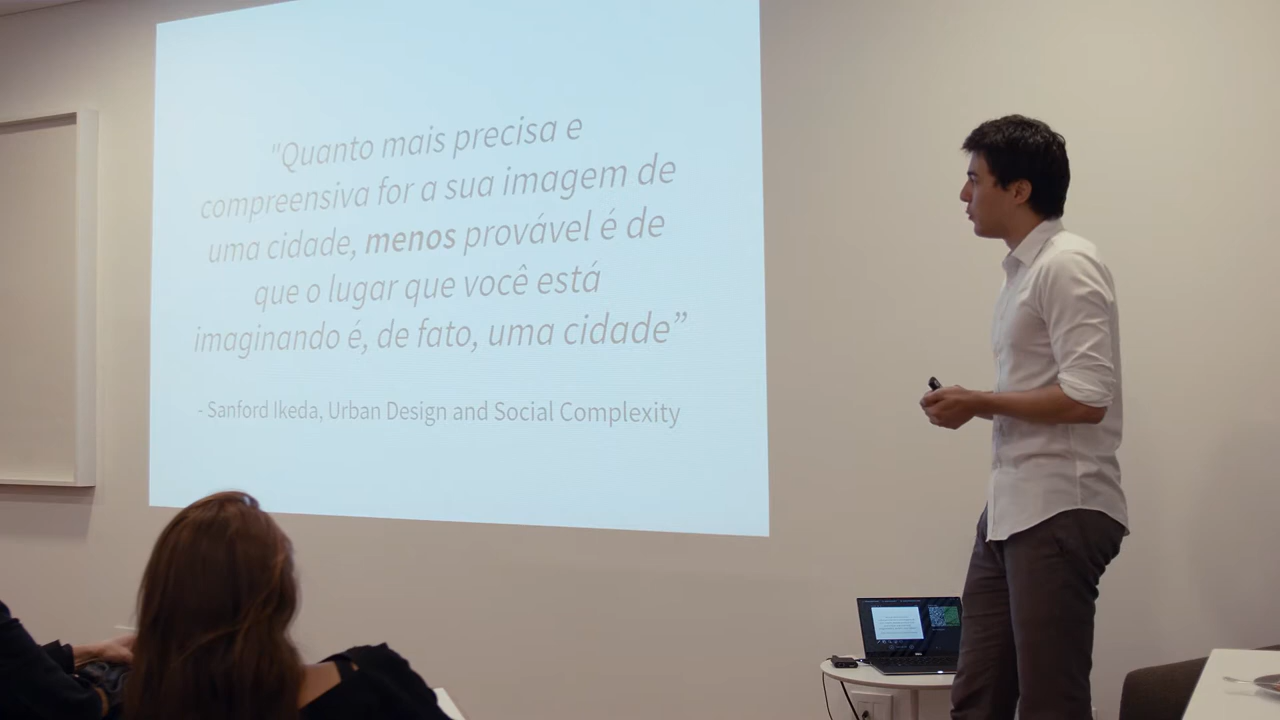 "Quanto mais precisa e
compreensiva for a sua imagem de
uma cidade, menos provável é de
que o lugar que você está
imaginando é, de fato, uma cidade”
- Sanford Ikeda, Urban Design and Social Complexity